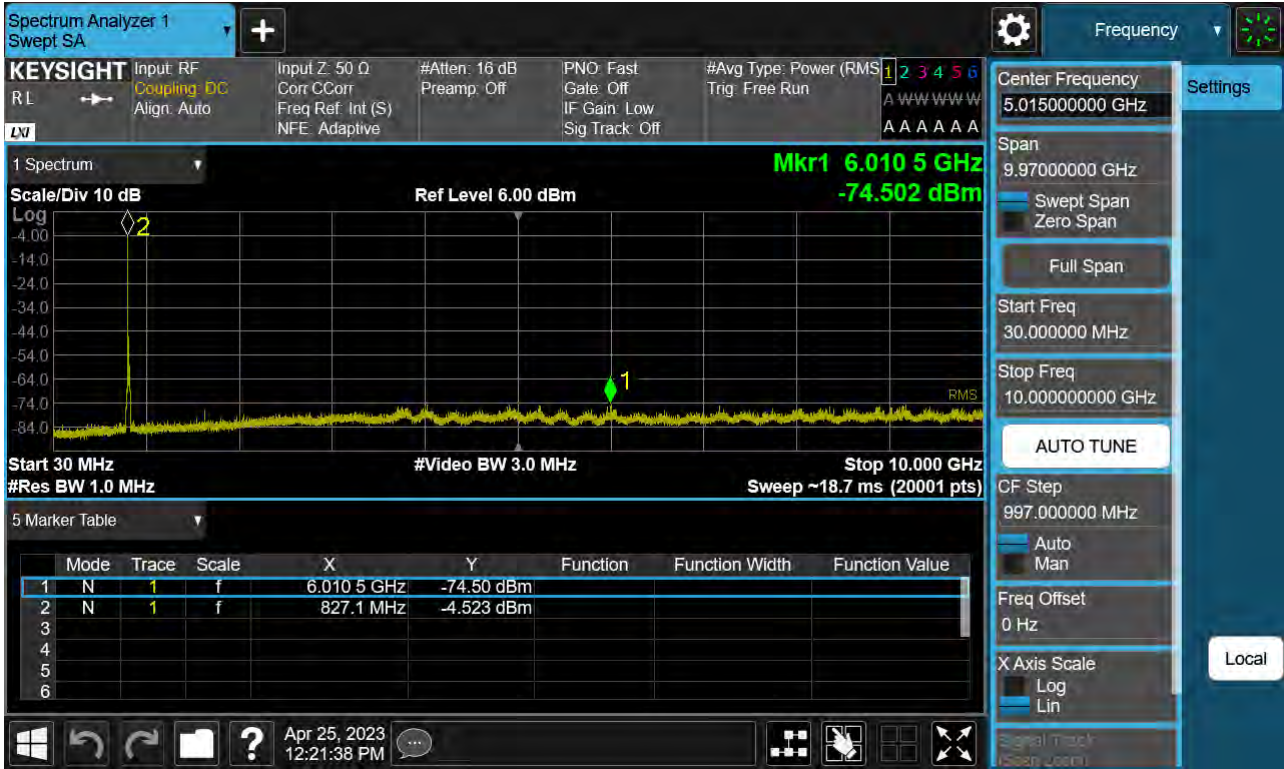 Spectrum Analyzer 1
Swept SA
+
Frequency
KEYSIGHT
R L
LXI
Input: RF
Coupling: DC
Align: Auto
Input Z: 50 Ω
Corr CCorr
Freq Ref: Int (S)
NFE: Adaptive
#Atten: 16 dB
Preamp: Off
PNO: Fast
Gate: Off
IF Gain: Low
Sig Track: Off
#Avg Type: Power (RMS
Trig: Free Run
1 2 3 4 5 6
A W W W W W
A A A A A A
Center Frequency
5.015000000 GHz
Settings
Span
9.97000000 GHz
Swept Span
Zero Span
Full Span
Start Freq
30.000000 MHz
Stop Freq
10.000000000 GHz
AUTO TUNE
CF Step
997.000000 MHz
Auto
Man
Freq Offset
0 Hz
X Axis Scale
Log
Lin
Signal Track
(Span Zoom)
Local
1 Spectrum
Mkr1 6.010 5 GHz
-74.502 dBm
Scale/Div 10 dB
Ref Level 6.00 dBm
Log
-4.00
-14.0
-24.0
-34.0
-44.0
-54.0
-64.0
-74.0
-84.0
2
1
RMS
Start 30 MHz #Video BW 3.0 MHz Stop 10.000 GHz
#Res BW 1.0 MHz Sweep ~18.7 ms (20001 pts)
5 Marker Table
Mode Trace Scale X Y Function Function Width Function Value
1 N 1 f 6.010 5 GHz -74.50 dBm
2 N 1 f 827.1 MHz -4.523 dBm
3
4
5
6
?
Apr 25, 2023
12:21:38 PM